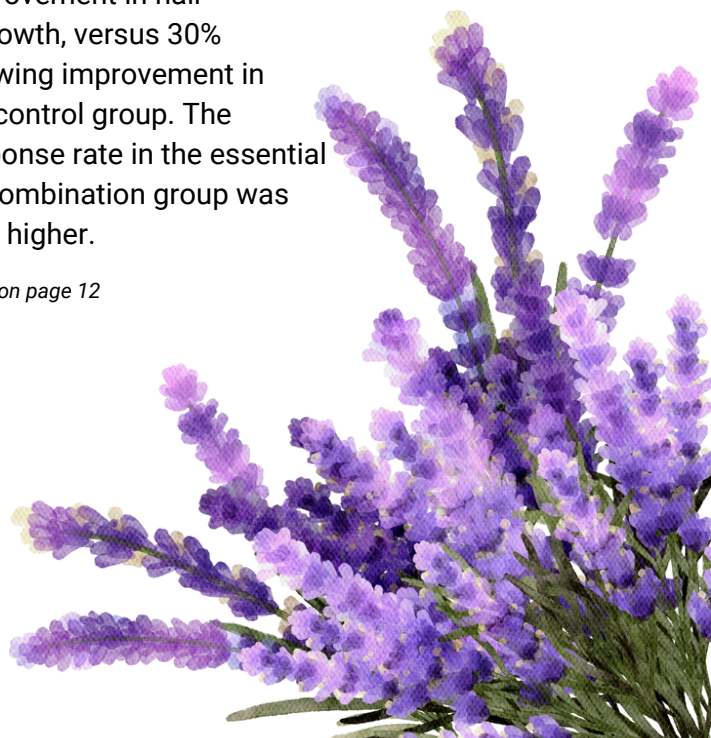 owth, versus 30%
wing improvement in
control group. The
onse rate in the essential
ombination group was
higher.
on page 12